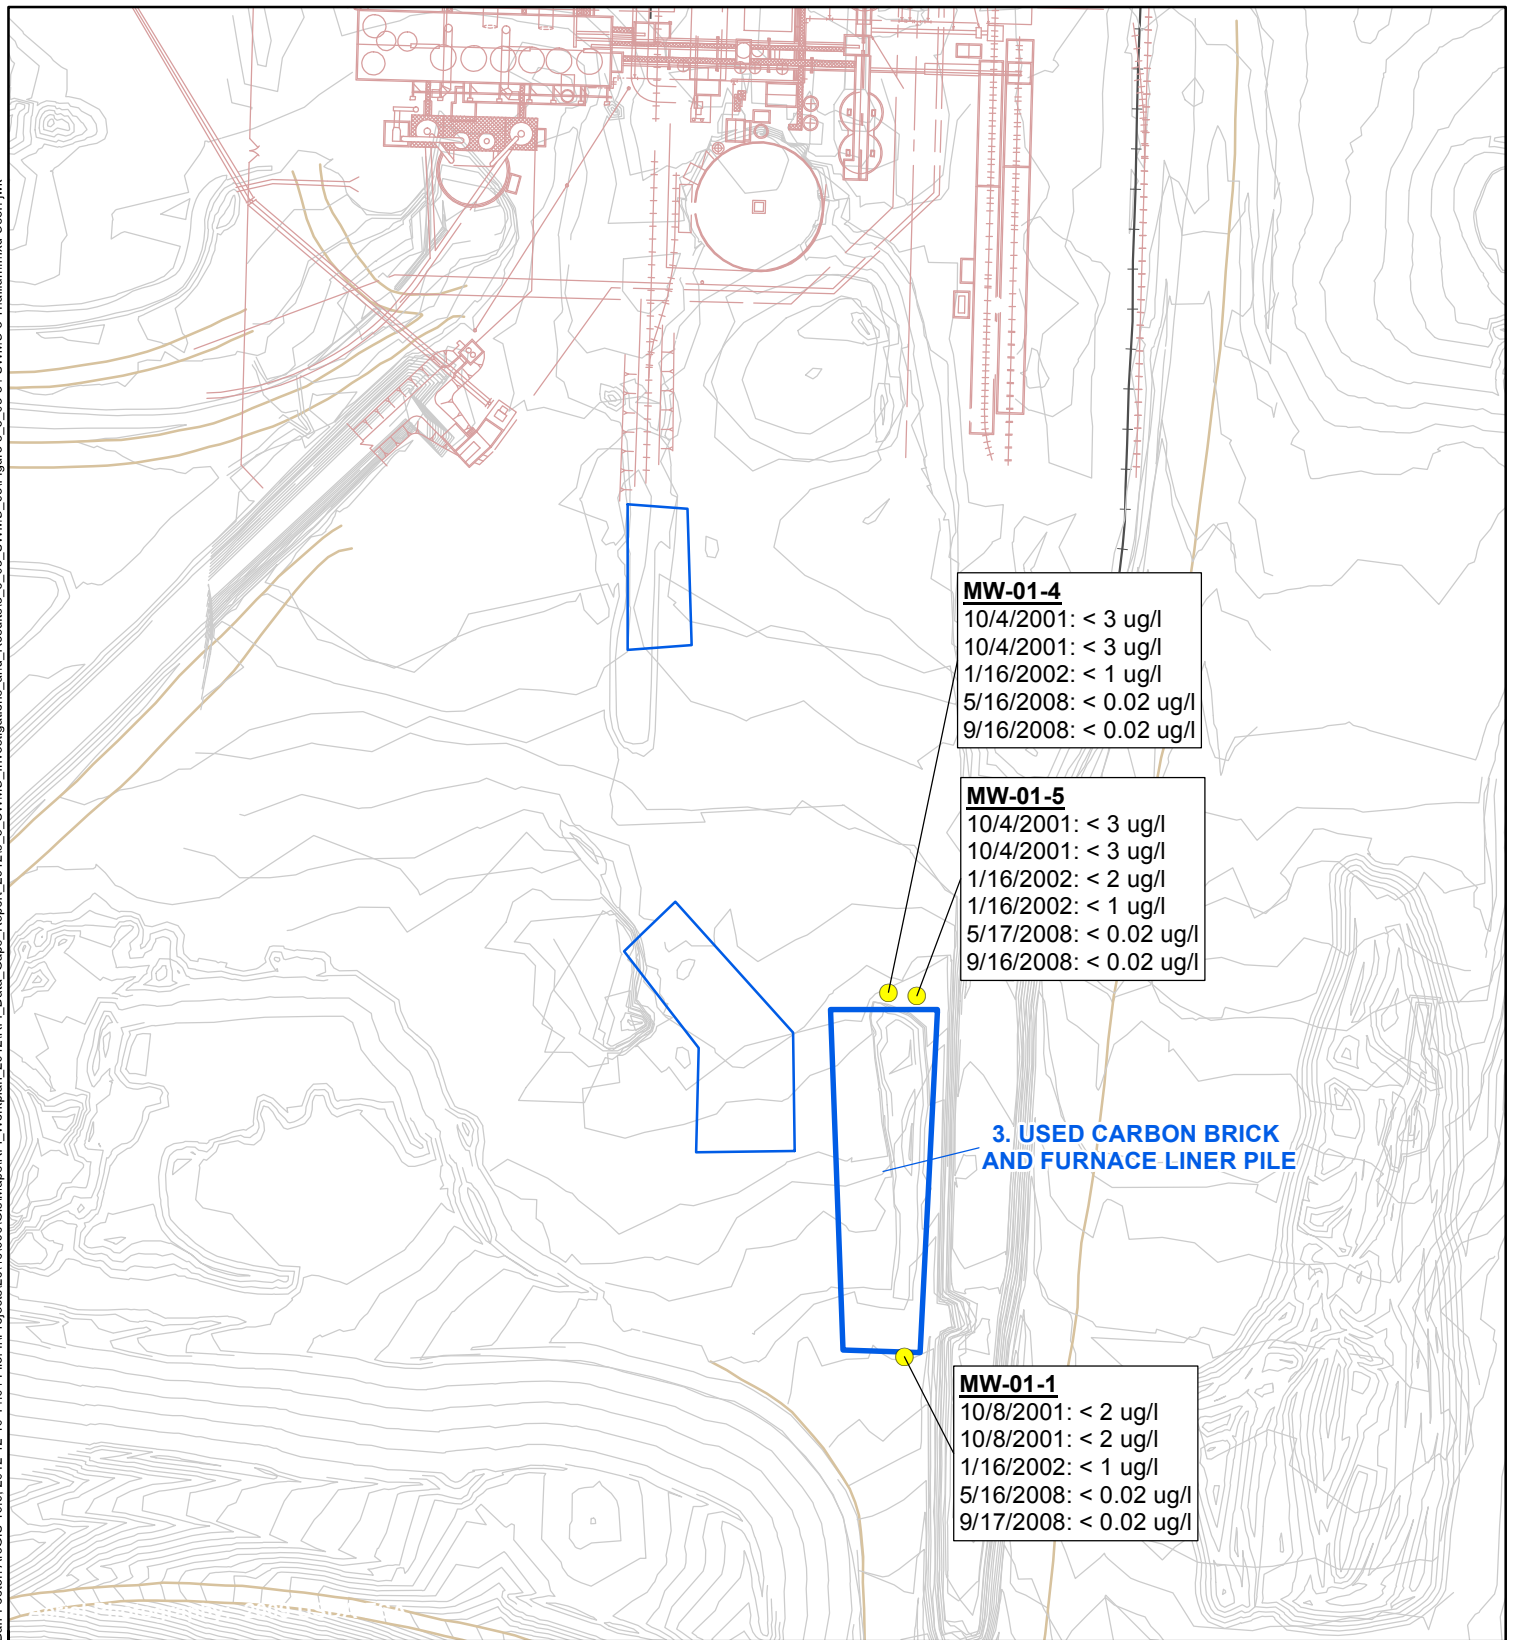 MW-01-4
10/4/2001: < 3 ug/l
10/4/2001: < 3 ug/l
1/16/2002: < 1 ug/l
5/16/2008: < 0.02 ug/l
9/16/2008: < 0.02 ug/l
MW-01-5
10/4/2001: < 3 ug/l
10/4/2001: < 3 ug/l
1/16/2002: < 2 ug/l
1/16/2002: < 1 ug/l
5/17/2008: < 0.02 ug/l
9/16/2008: < 0.02 ug/l
3. USED CARBON BRICK
AND FURNACE LINER PILE
MW-01-1
10/8/2001: < 2 ug/l
10/8/2001: < 2 ug/l
1/16/2002: < 1 ug/l
5/16/2008: < 0.02 ug/l
9/17/2008: < 0.02 ug/l